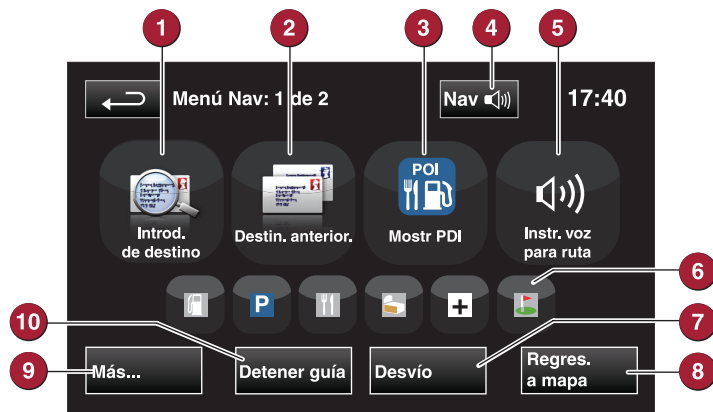 1
2
3
4
5
Menú Nav: 1 de 2
Nav
17:40
POI
Introd.
de destino
Destin. anterior.
Mostr PDI
Instr. voz
para ruta
P
6
10
7
9
Más...
Detener guía
Desvío
Regres.
a mapa
8